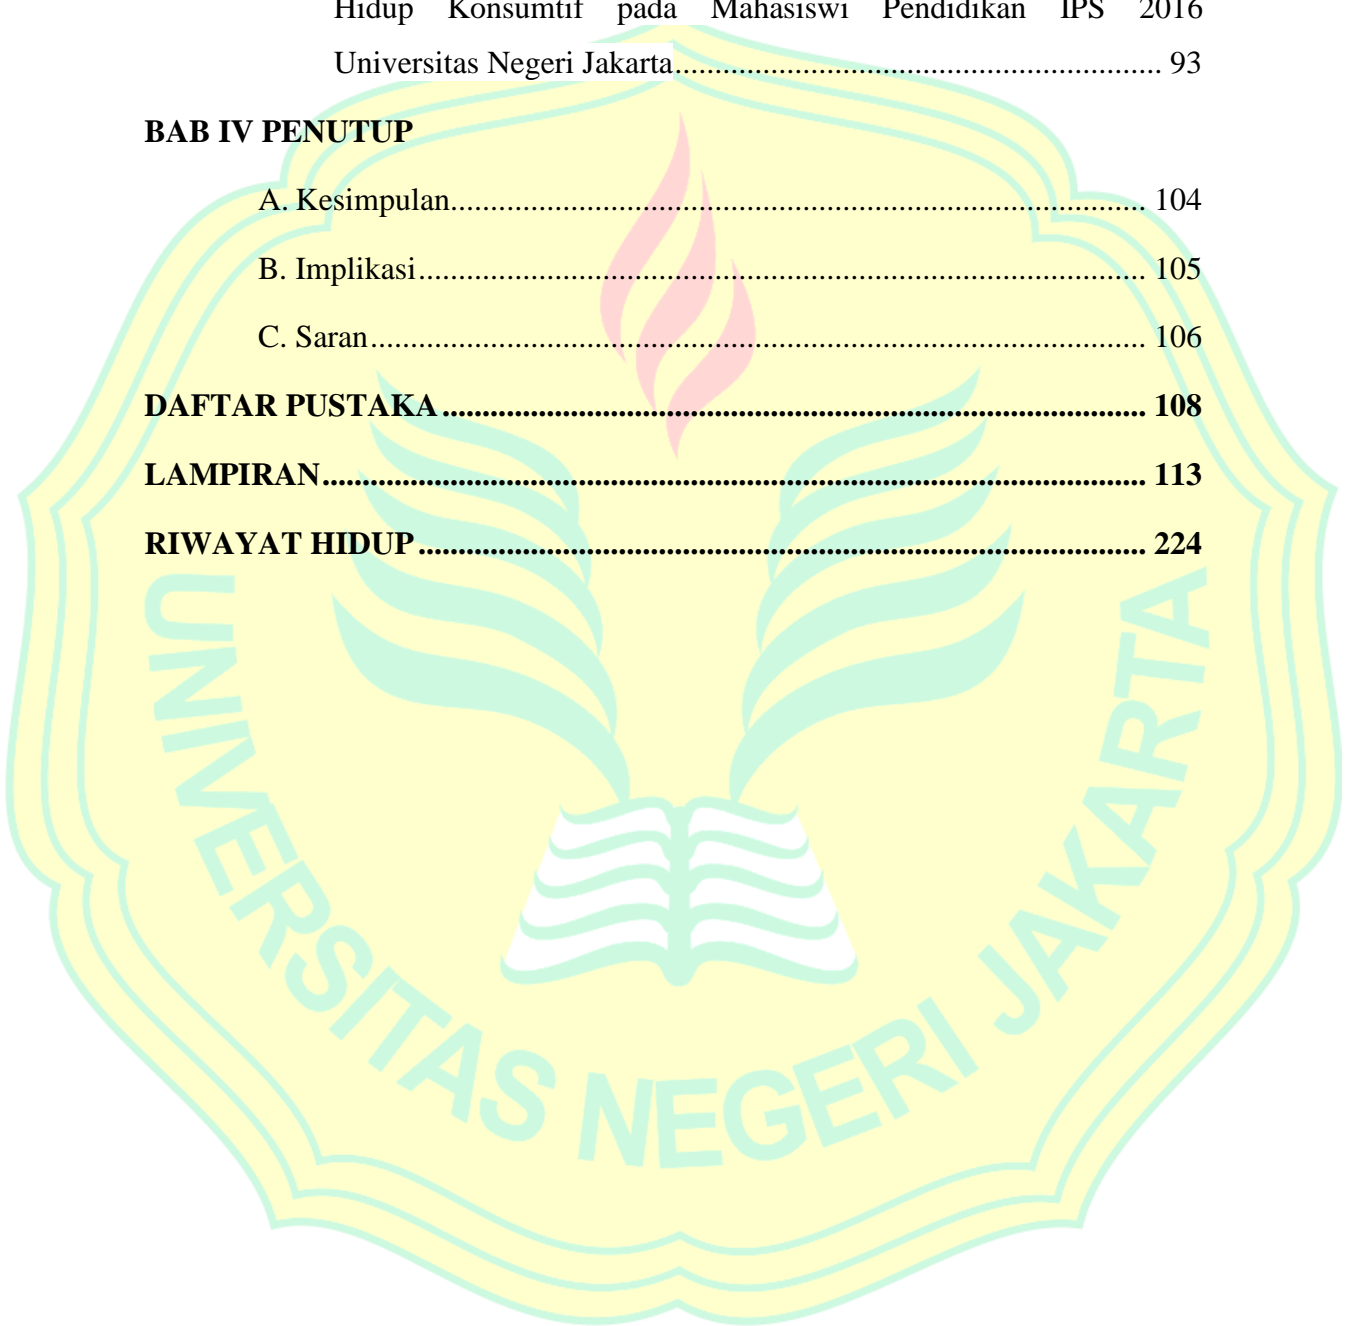 Hidup Konsumtif pada Mahasiswi Pendidikan IPS 2016
Universitas Negeri Jakarta............................................................. 93
BAB IV PENUTUP
A. Kesimpulan....................................................................................... 104
B. Implikasi........................................................................................... 105
C. Saran................................................................................................. 106
DAFTAR PUSTAKA........................................................................................ 108
LAMPIRAN....................................................................................................... 113
RIWAYAT HIDUP........................................................................................... 224
UNIVERSITAS NEGERI JAKARTA